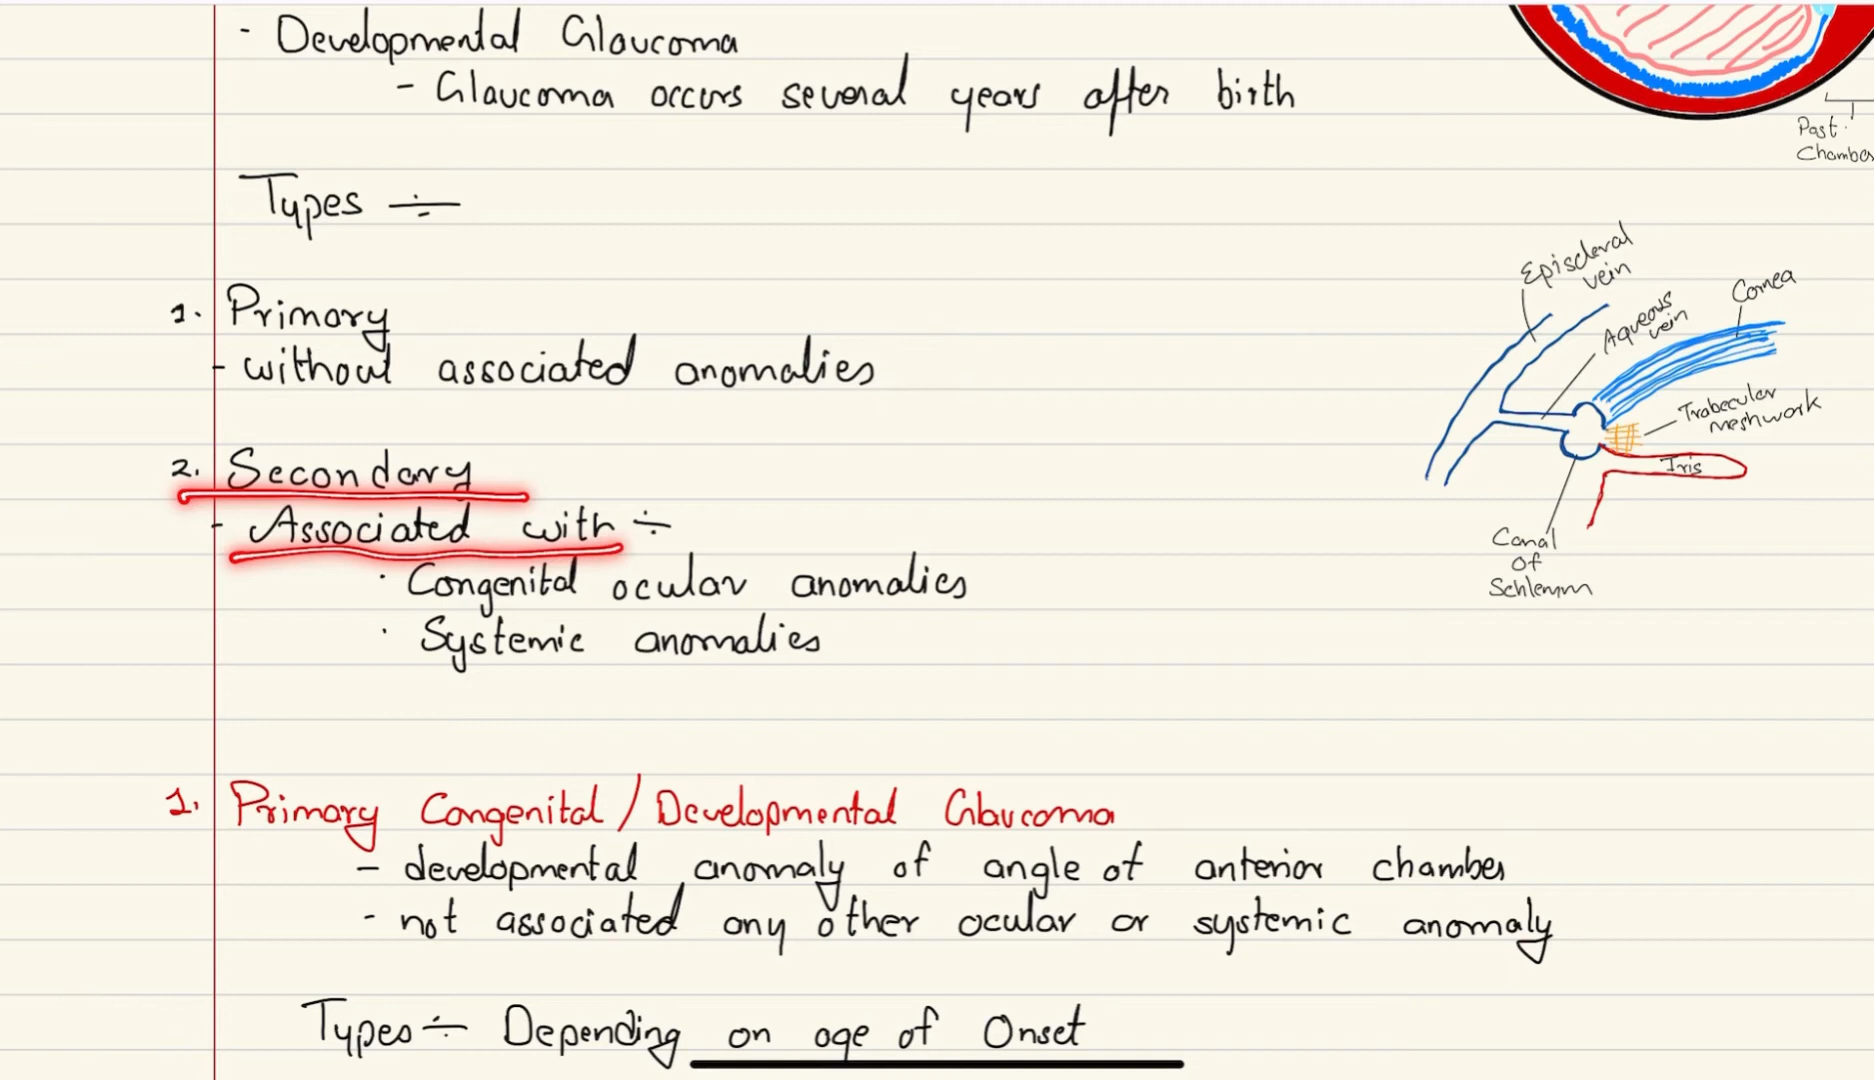 - Developmental Glaucoma
- Glaucoma occurs several years after birth
Types ÷
1. Primary
- without associated anomalies
2. Secondary
- Associated with ÷
· Congenital ocular anomalies
· Systemic anomalies
1. Primary Congenital / Developmental Glaucoma
- developmental anomaly of angle of anterior chamber
- not associated any other ocular or systemic anomaly
Types ÷ Depending on age of Onset
Post.
Chamber
Episcleral
vein
Aqueous
vein
Cornea
Trabecular
meshwork
Iris
Canal
Of
Schlemm